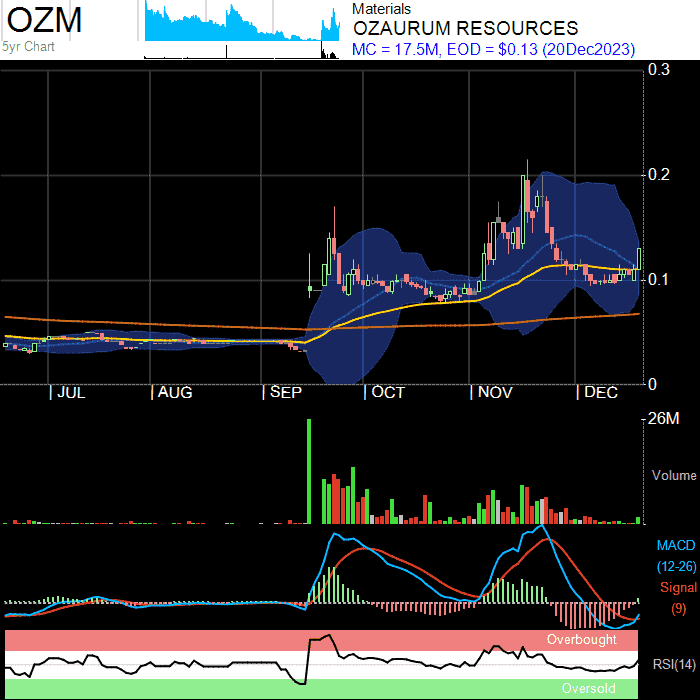 OZM
5yr Chart
Materials
OZAURUM RESOURCES
MC = 17.5M, EOD = $0.13 (20Dec2023)
0.3
0.2
0.1
0
JUL AUG SEP OCT NOV DEC
26M
Volume
MACD
(12-26)
Signal
(9)
Overbought
RSI(14)
Oversold